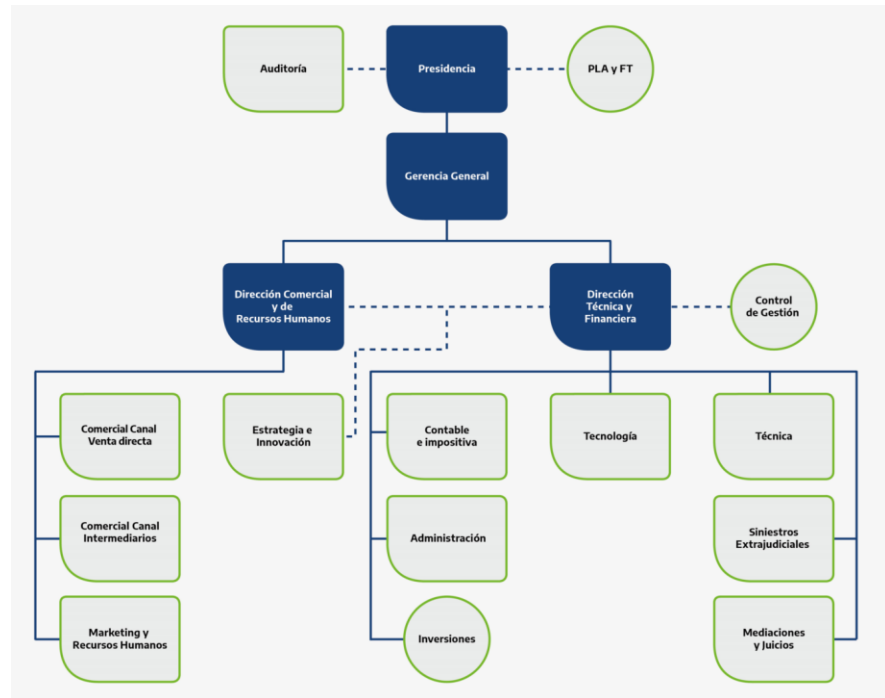 Auditoría
Presidencia
PLA y FT
Gerencia General
Dirección Comercial
y de
Recursos Humanos
Dirección
Técnica y
Financiera
Control
de Gestión
Comercial Canal
Venta directa
Estrategia e
Innovación
Contable
e impositiva
Tecnología
Técnica
Comercial Canal
Intermediarios
Administración
Siniestros
Extrajudiciales
Marketing y
Recursos Humanos
Inversiones
Mediaciones
y Juicios